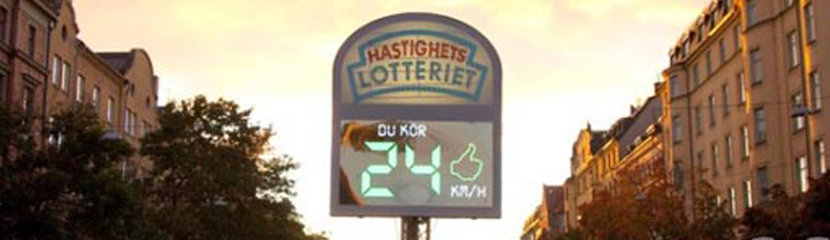 HASTIGHETS
LOTTERIET
DU KÖR
24
KM/H